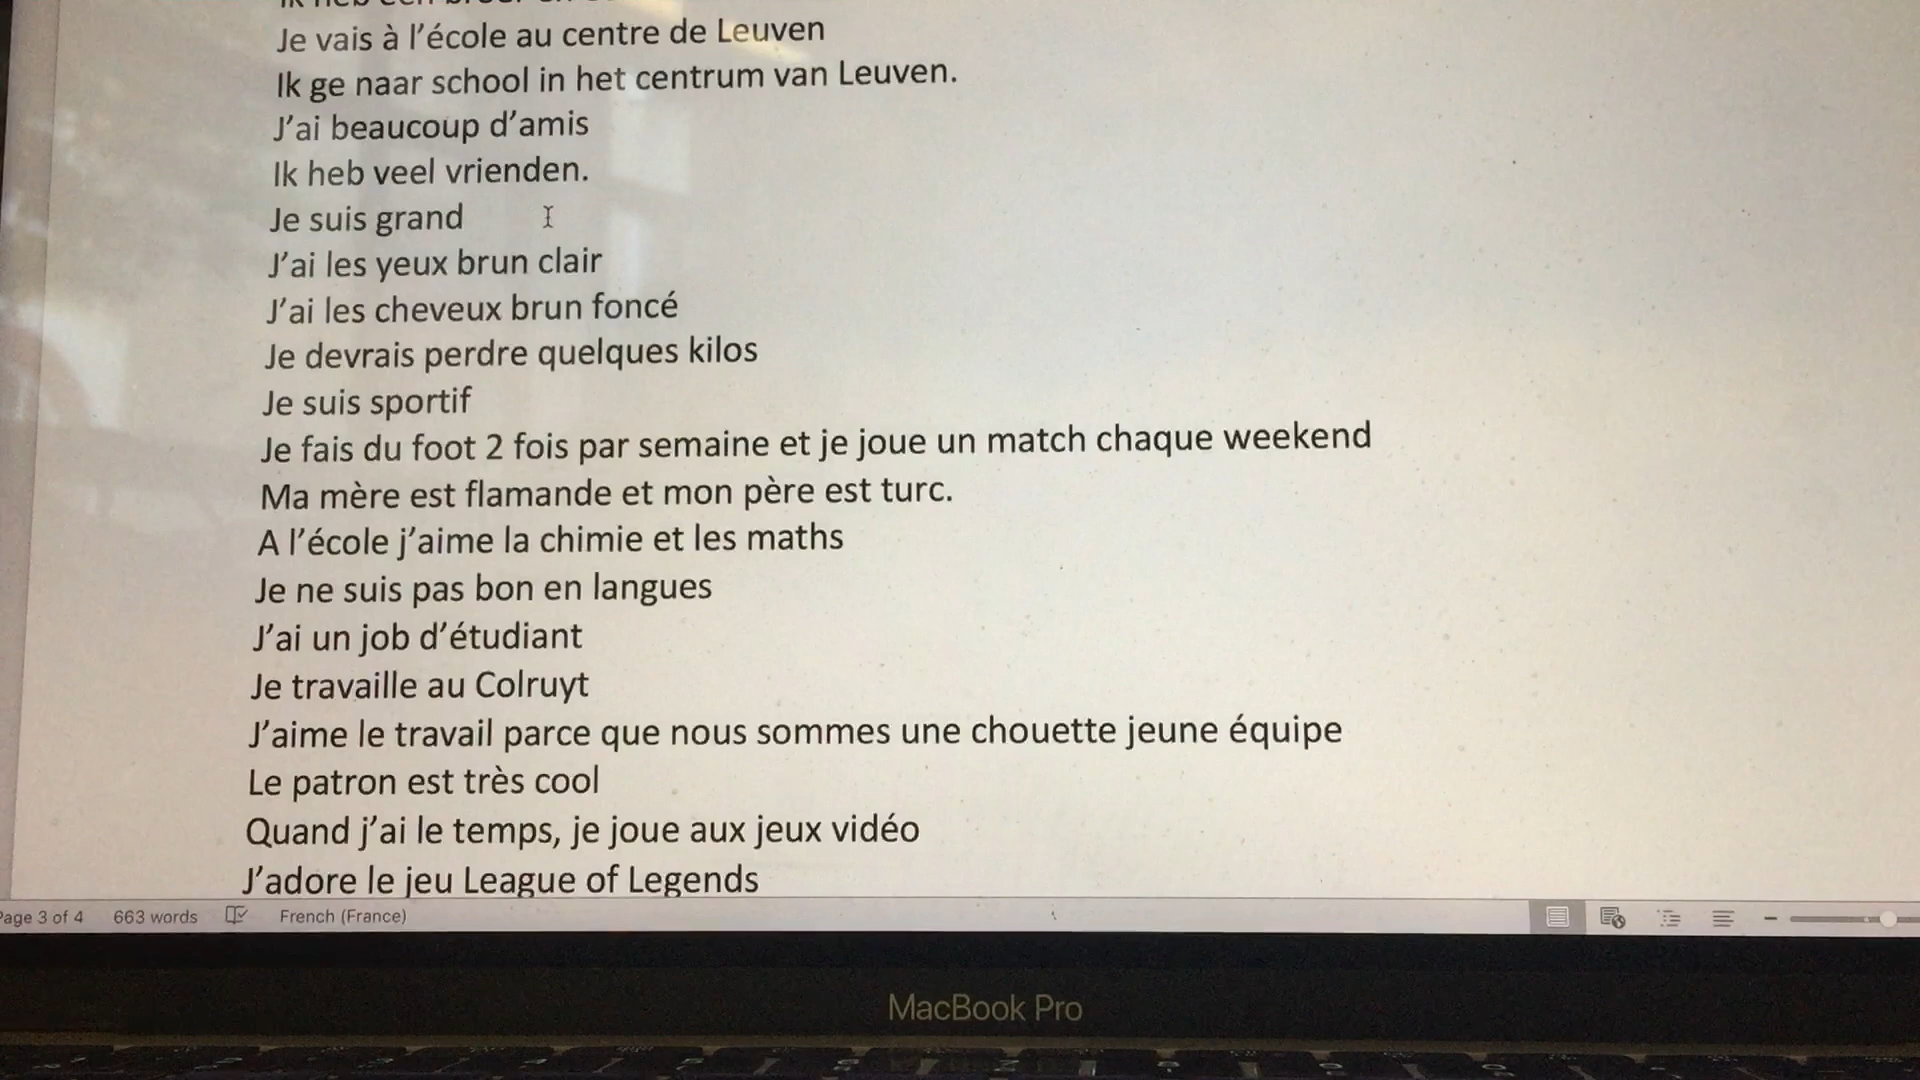 Je vais à l'école au centre de Leuven
Ik ge naar school in het centrum van Leuven.
J'ai beaucoup d'amis
Ik heb veel vrienden.
Je suis grand
J'ai les yeux brun clair
J'ai les cheveux brun foncé
Je devrais perdre quelques kilos
Je suis sportif
Je fais du foot 2 fois par semaine et je joue un match chaque weekend
Ma mère est flamande et mon père est turc.
A l'école j'aime la chimie et les maths
Je ne suis pas bon en langues
J'ai un job d'étudiant
Je travaille au Colruyt
J'aime le travail parce que nous sommes une chouette jeune équipe
Le patron est très cool
Quand j'ai le temps, je joue aux jeux vidéo
J'adore le jeu League of Legends
Page 3 of 4 663 words French (France)
MacBook Pro